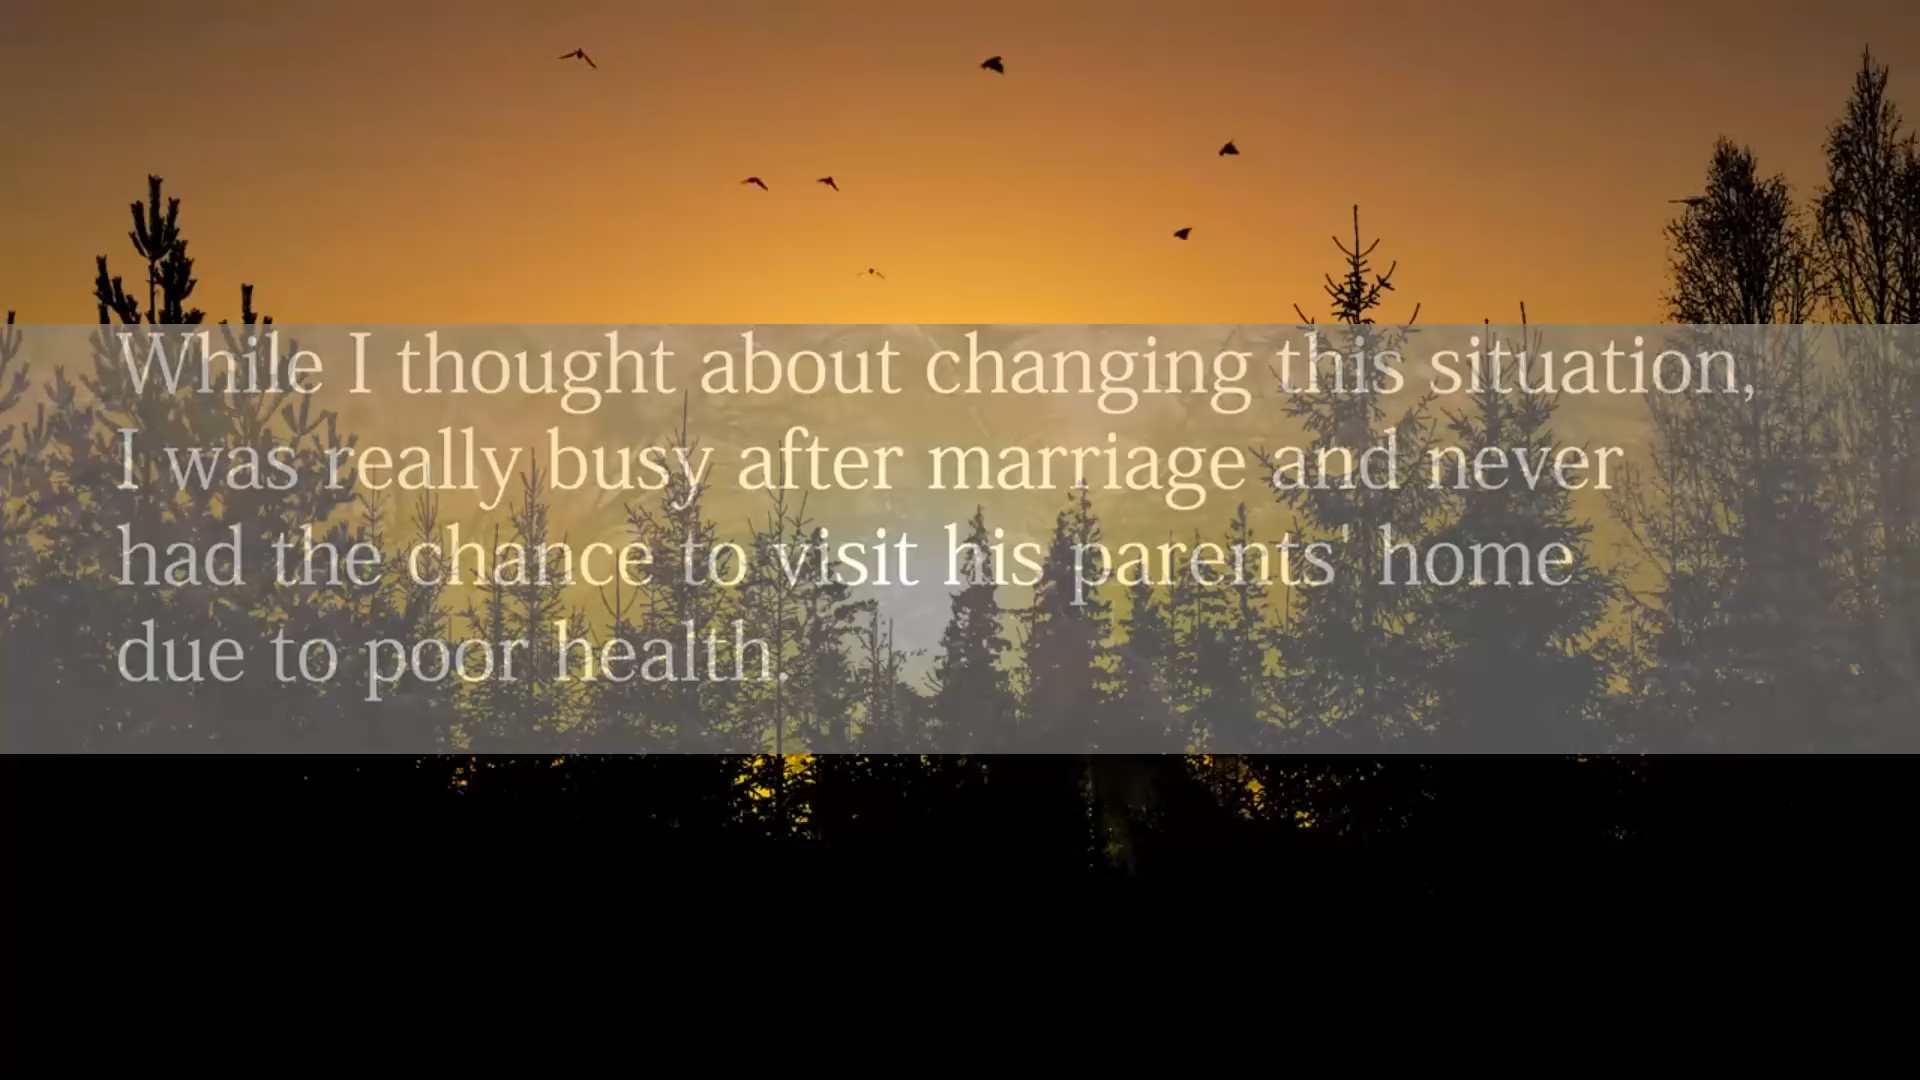 While I thought about changing this situation,
I was really busy after marriage and never
had the chance to visit his parents' home
due to poor health.